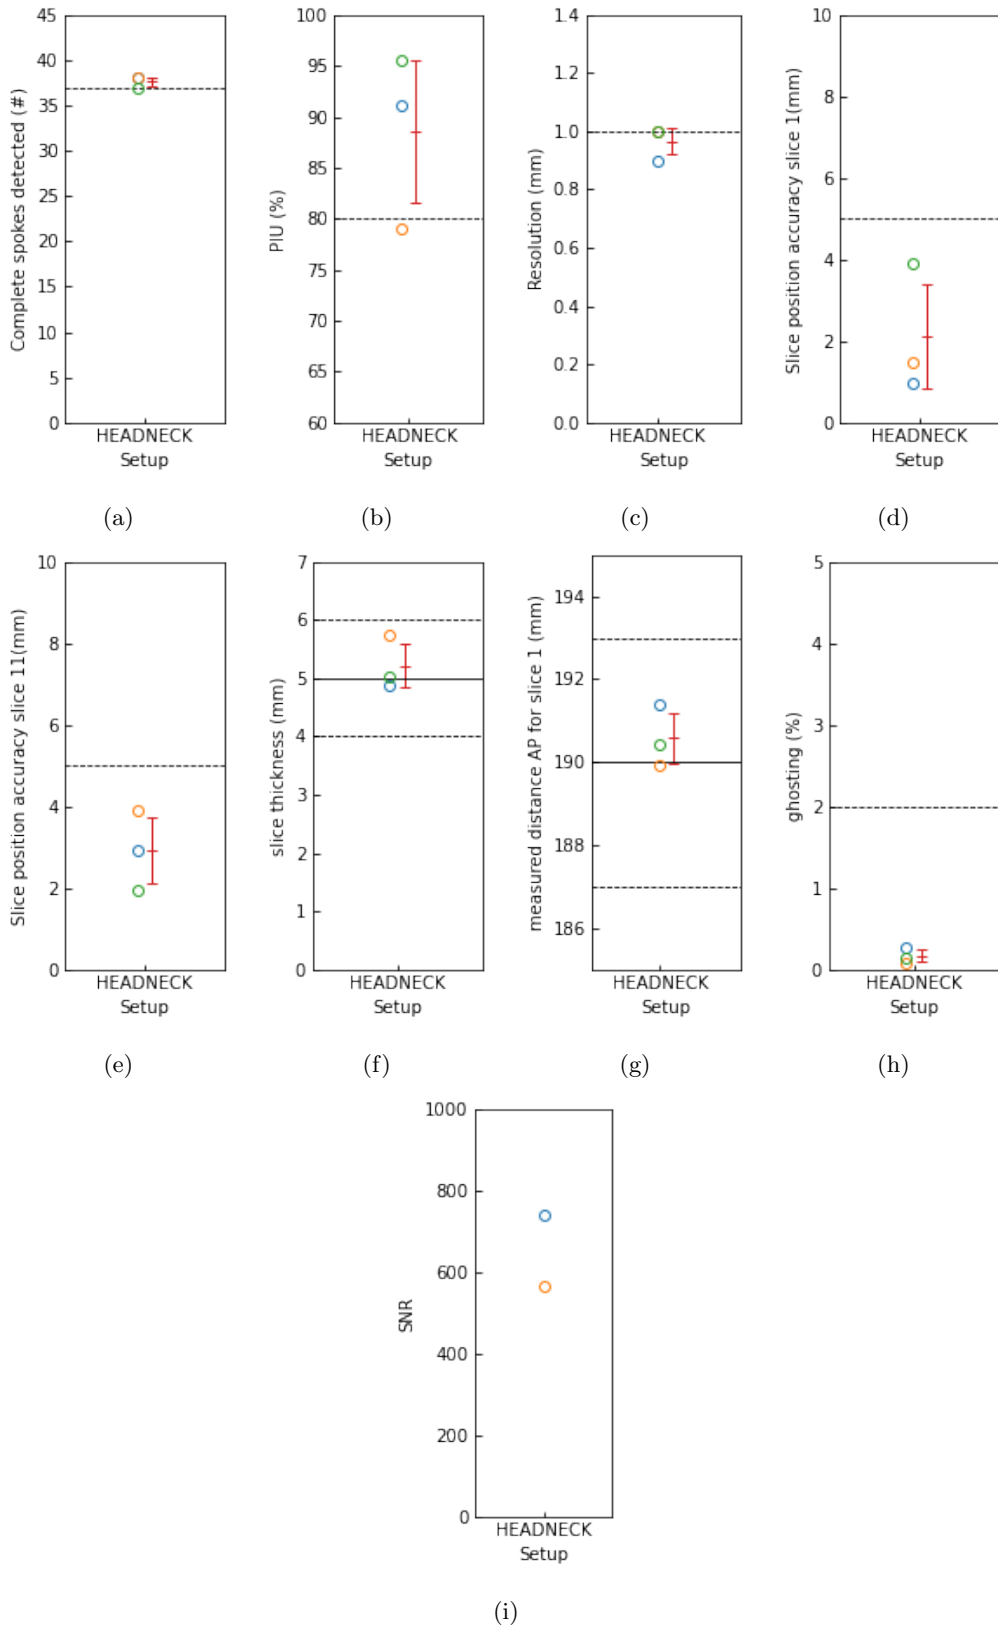 Complete spokes detected (#)
45
40
35
30
25
20
15
10
5
0
HEADNECK
Setup
(a)
PIU (%)
100
95
90
85
80
75
70
65
60
HEADNECK
Setup
(b)
Resolution (mm)
1.4
1.2
1.0
0.8
0.6
0.4
0.2
0.0
HEADNECK
Setup
(c)
Slice position accuracy slice 1(mm)
10
8
6
4
2
0
HEADNECK
Setup
(d)
Slice position accuracy slice 11(mm)
10
8
6
4
2
0
HEADNECK
Setup
(e)
slice thickness (mm)
7
6
5
4
3
2
1
0
HEADNECK
Setup
(f)
measured distance AP for slice 1 (mm)
194
192
190
188
186
HEADNECK
Setup
(g)
ghosting (%)
5
4
3
2
1
0
HEADNECK
Setup
(h)
SNR
1000
800
600
400
200
0
HEADNECK
Setup
(i)